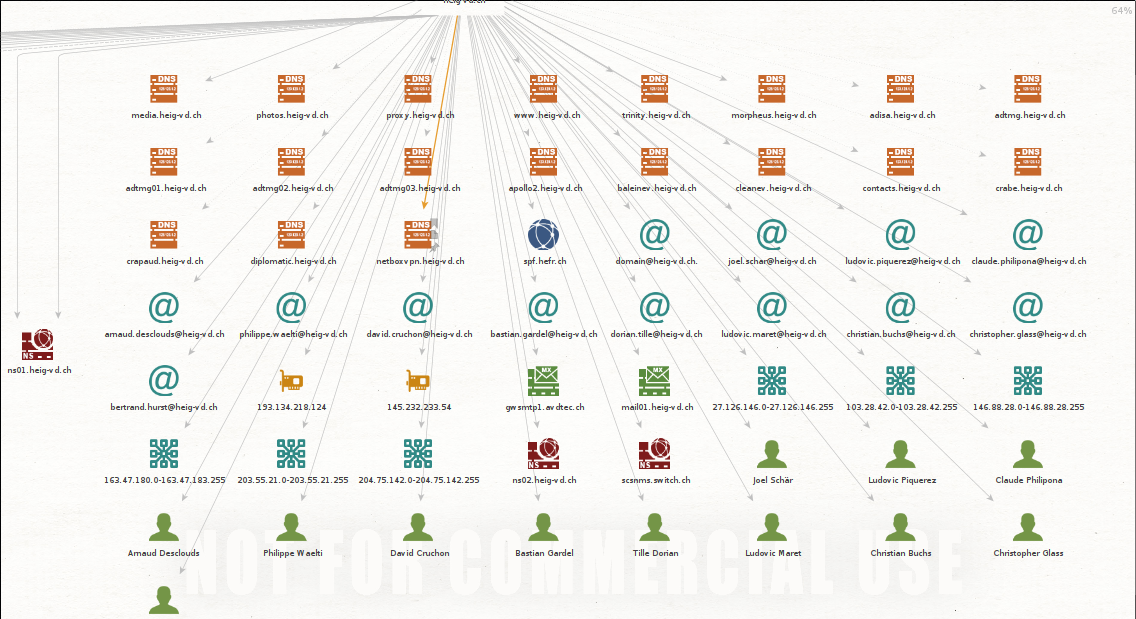 heig-vd.ch
64%
media.heig-vd.ch photos.heig-vd.ch proxy.heig-vd.ch www.heig-vd.ch trinity.heig-vd.ch morpheus.heig-vd.ch adisa.heig-vd.ch adtmg.heig-vd.ch
adtmg01.heig-vd.ch adtmg02.heig-vd.ch adtmg03.heig-vd.ch apollo2.heig-vd.ch baleinev.heig-vd.ch cleanev.heig-vd.ch contacts.heig-vd.ch crabe.heig-vd.ch
crapaud.heig-vd.ch diplomatic.heig-vd.ch netboxvpn.heig-vd.ch spf.hefr.ch domain@heig-vd.ch. joel.schar@heig-vd.ch ludovic.piquerez@heig-vd.ch claude.philipona@heig-vd.ch
arnaud.desclouds@heig-vd.ch philippe.waelti@heig-vd.ch david.cruchon@heig-vd.ch bastian.gardel@heig-vd.ch dorian.tille@heig-vd.ch ludovic.maret@heig-vd.ch christian.buchs@heig-vd.ch christopher.glass@heig-vd.ch
ns01.heig-vd.ch
bertrand.hurst@heig-vd.ch 193.134.218.124 145.232.233.54 gwsmtp1.avdtec.ch mail01.heig-vd.ch 27.126.146.0-27.126.146.255 103.28.42.0-103.28.42.255 146.88.28.0-146.88.28.255
163.47.180.0-163.47.183.255 203.55.21.0-203.55.21.255 204.75.142.0-204.75.142.255 ns02.heig-vd.ch scsnms.switch.ch Joel Schär Ludovic Piquerez Claude Philipona
Arnaud Desclouds Philippe Waelti David Cruchon Bastian Gardel Tille Dorian Ludovic Maret Christian Buchs Christopher Glass
NOT FOR COMMERCIAL USE